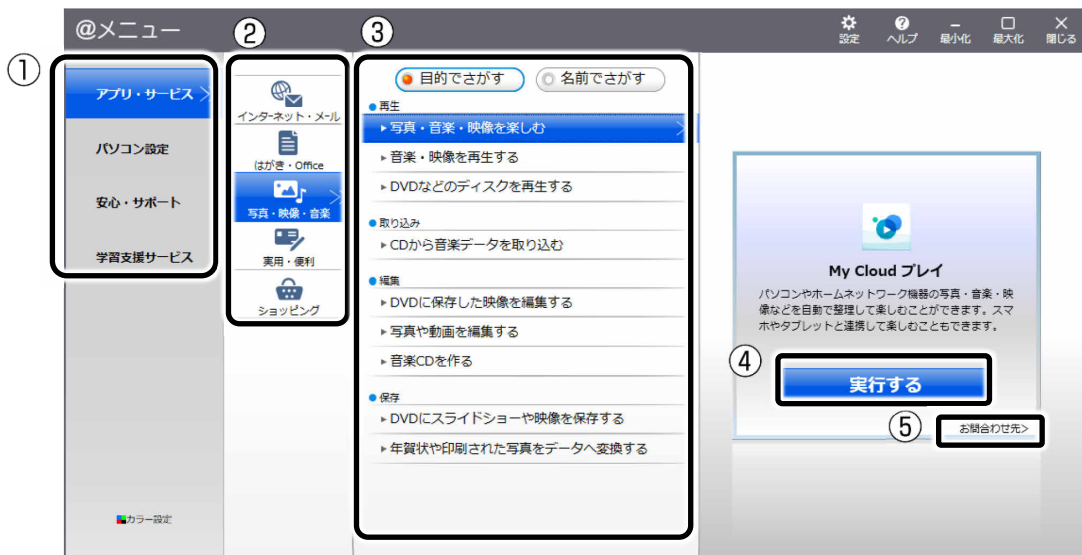 @メニュー
設定
ヘルプ
最小化
最大化
閉じる
①
アプリ・サービス
パソコン設定
安心・サポート
学習支援サービス
カラー設定
②
インターネット・メール
はがき・Office
写真・映像・音楽
実用・便利
ショッピング
③
目的でさがす 名前でさがす
再生
写真・音楽・映像を楽しむ
音楽・映像を再生する
DVDなどのディスクを再生する
取り込み
CDから音楽データを取り込む
編集
DVDに保存した映像を編集する
写真や動画を編集する
音楽CDを作る
保存
DVDにスライドショーや映像を保存する
年賀状や印刷された写真をデータへ変換する
My Cloud プレイ
パソコンやホームネットワーク機器の写真・音楽・映
像などを自動で整理して楽しむことができます。スマ
ホやタブレットと連携して楽しむこともできます。
④
実行する
⑤
お問合わせ先>